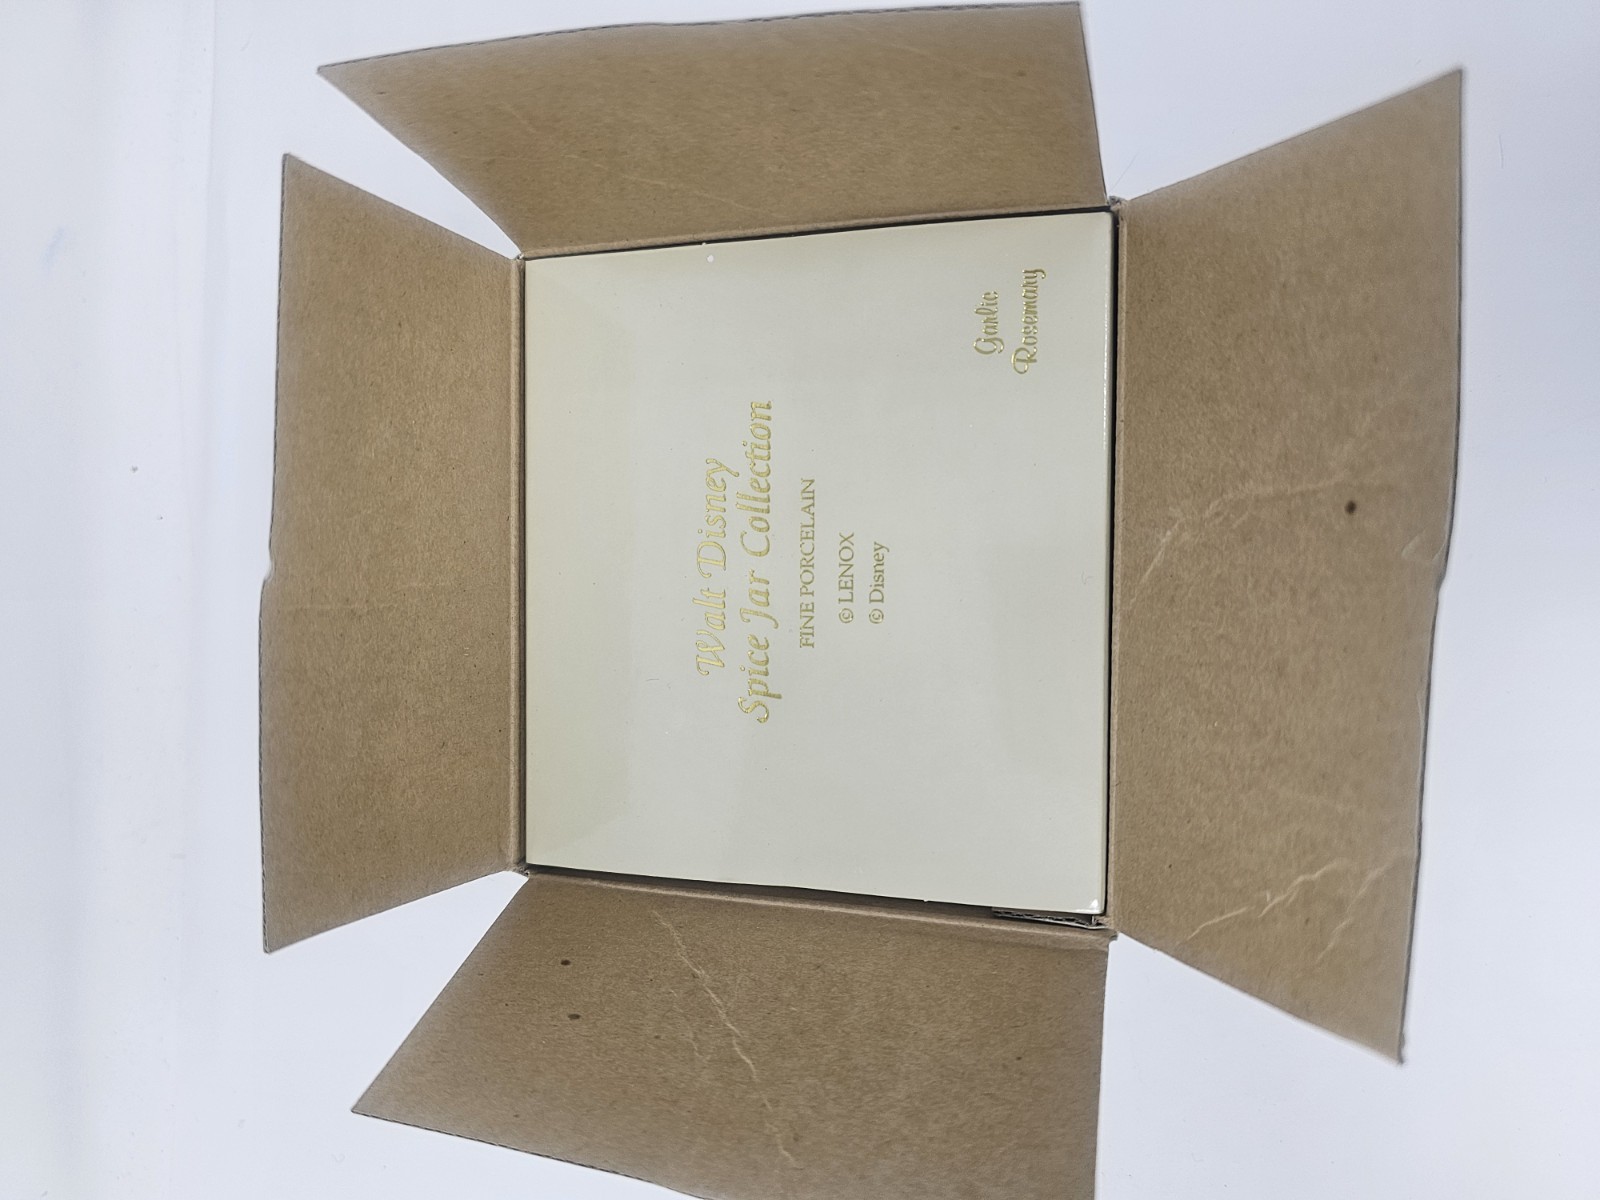 Walt Disney
Spice Jar Collection
FINE PORCELAIN
© LENOX
© Disney
Garlic
Rosemary